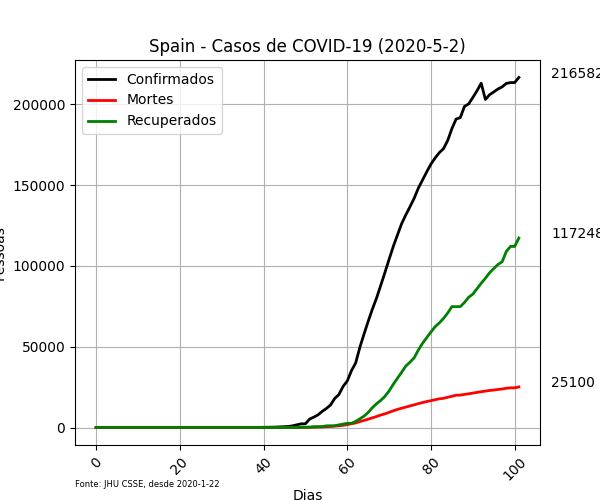 Spain - Casos de COVID-19 (2020-5-2)
Confirmados
Mortes
Recuperados
216582
117248
25100
200000
150000
100000
50000
0
0 20 40 60 80 100
Fonte: JHU CSSE, desde 2020-1-22
Dias